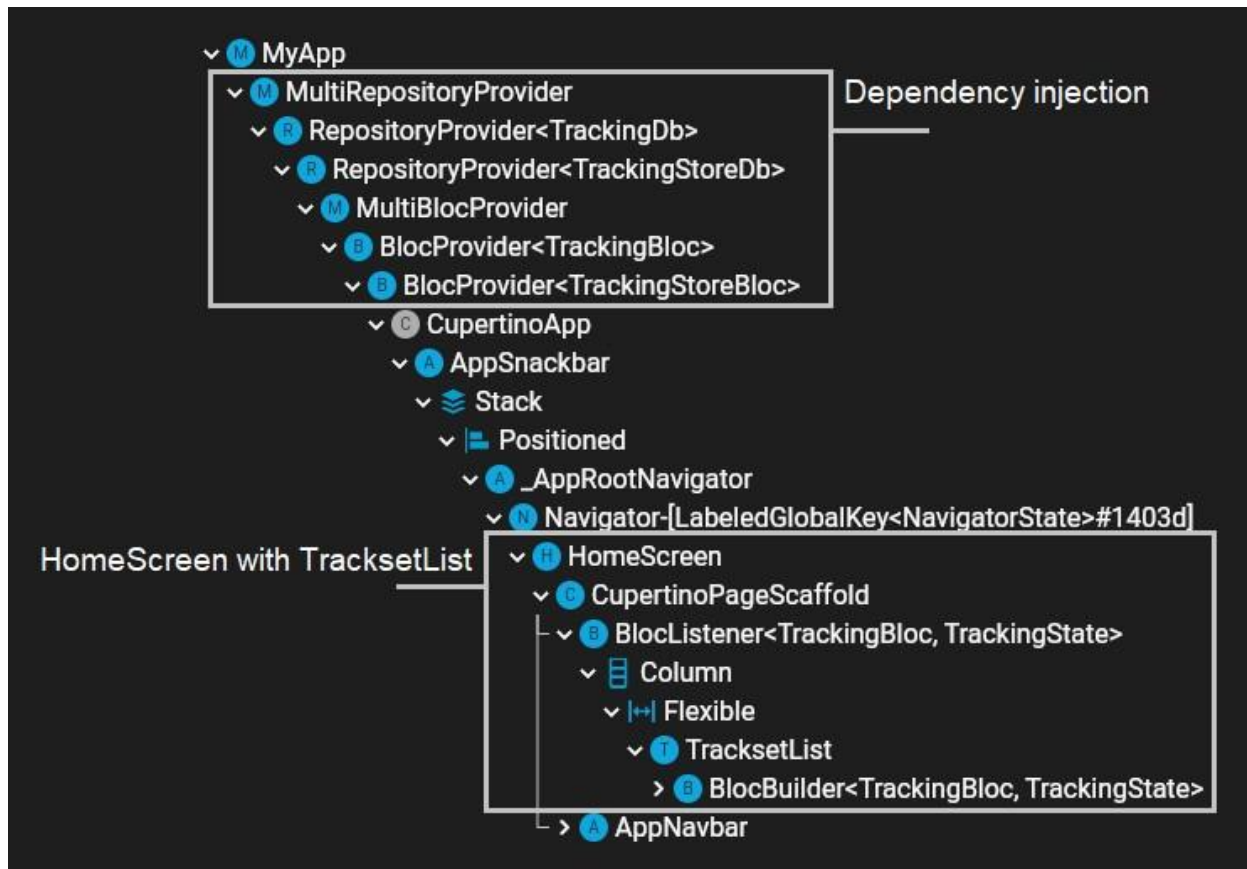 MyApp
MultiRepositoryProvider
Dependency injection
RepositoryProvider<TrackingDb>
RepositoryProvider<TrackingStoreDb>
MultiBlocProvider
BlocProvider<TrackingBloc>
BlocProvider<TrackingStoreBloc>
CupertinoApp
AppSnackbar
Stack
Positioned
_AppRootNavigator
Navigator-[LabeledGlobalKey<NavigatorState>#1403d]
HomeScreen with TracksetList
HomeScreen
CupertinoPageScaffold
BlocListener<TrackingBloc, TrackingState>
Column
Flexible
TracksetList
BlocBuilder<TrackingBloc, TrackingState>
AppNavbar